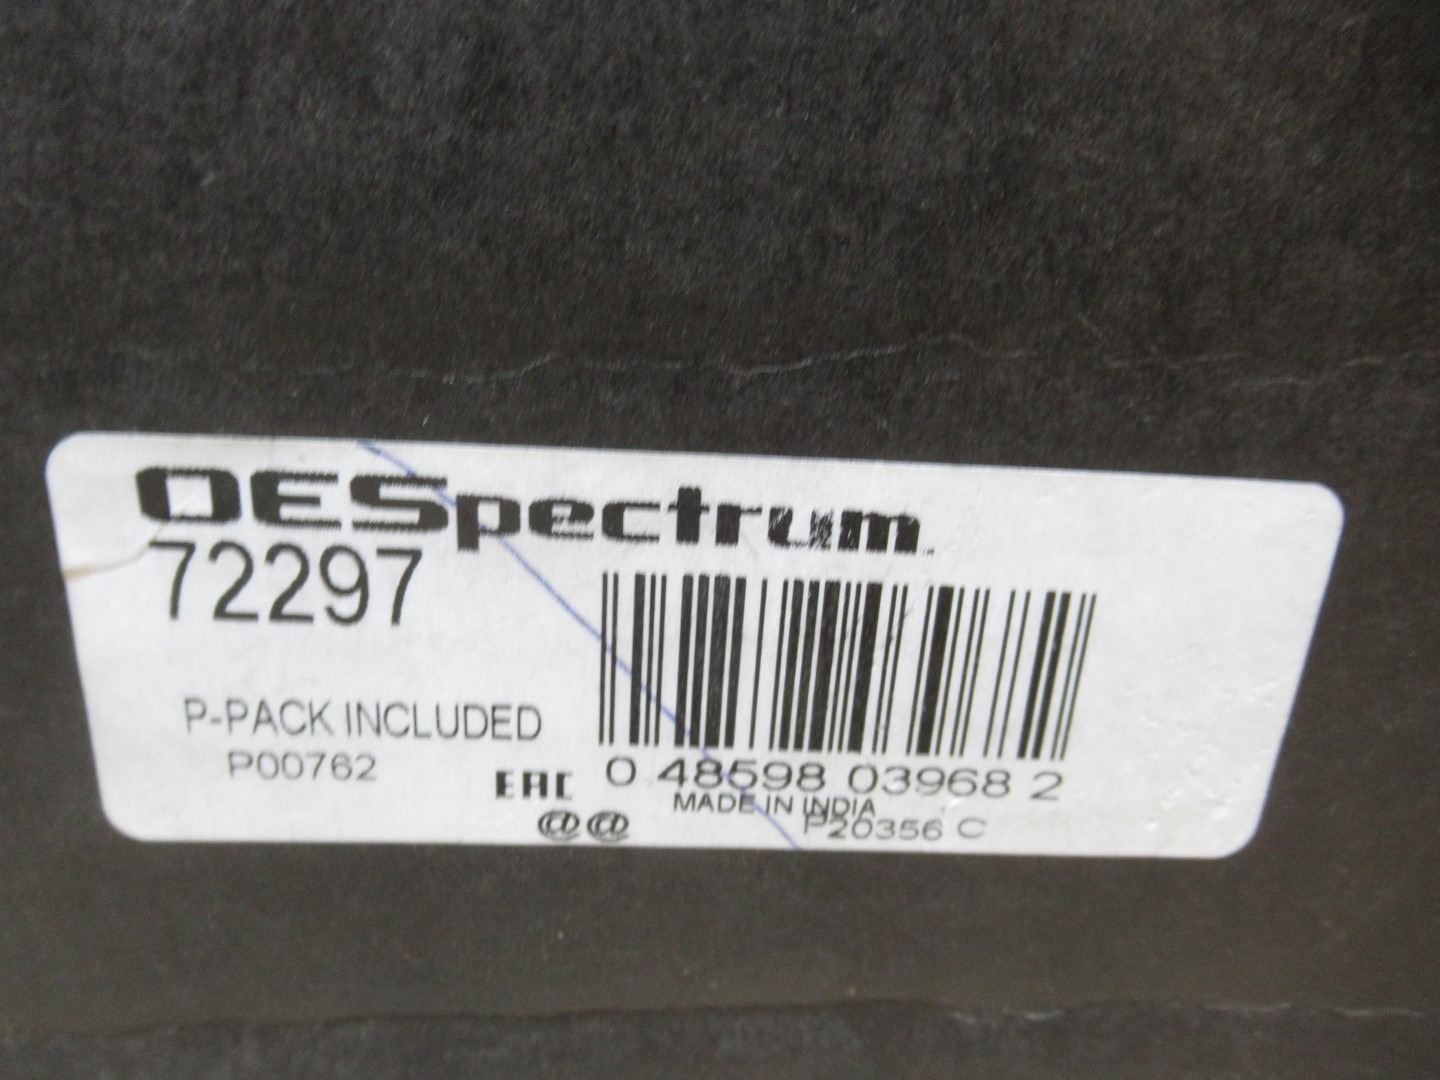 OESpectrum
72297
P-PACK INCLUDED
P00762
EAC
0 48598 03968 2
MADE IN INDIA
@@
P20356 C